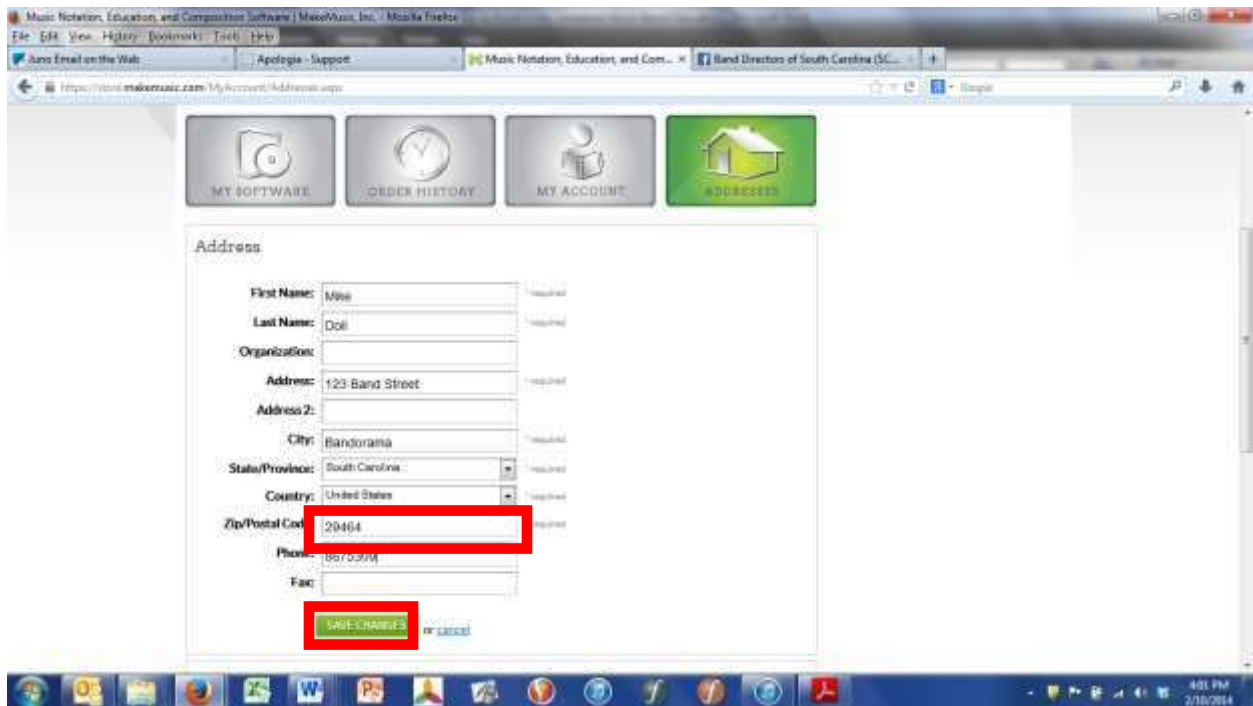 Music Notation, Education, and Composition Software | MakeMusic, Inc. - Mozilla Firefox
File Edit View History Bookmarks Tools Help
Juno Email on the Web
Apologia - Support
Music Notation, Education, and Com... ×
Band Directors of South Carolina (SC...
+
https://store.makemusic.com/MyAccount/Addresses.aspx
Google
MY SOFTWARE
ORDER HISTORY
MY ACCOUNT
ADDRESSES
Address
First Name: Mike * required
Last Name: Doll * required
Organization:
Address: 123 Band Street * required
Address 2:
City: Bandorama * required
State/Province: South Carolina * required
Country: United States * required
Zip/Postal Cod 29464 required
Phone: 8675309
Fax:
SAVE CHANGES or cancel
4:01 PM
2/10/2014